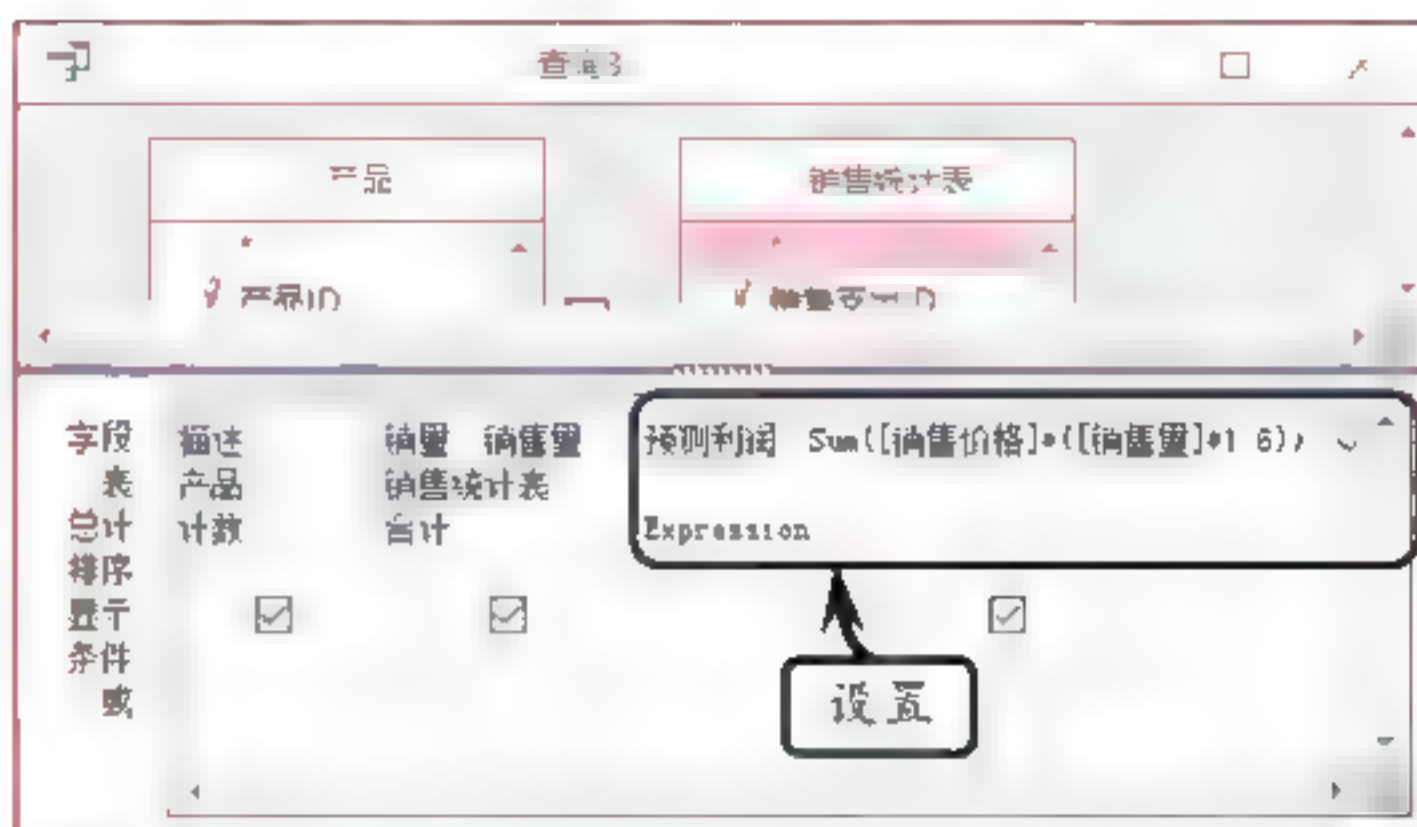 查询3
产品
销售统计表
*
*
产品ID
字段 描述 销量 销售量 预测利润 Sum([销售价格]*([销售量]*1 6))
表 产品 销售统计表
总计 计数 合计 Expression
排序
显示
条件
或
设置